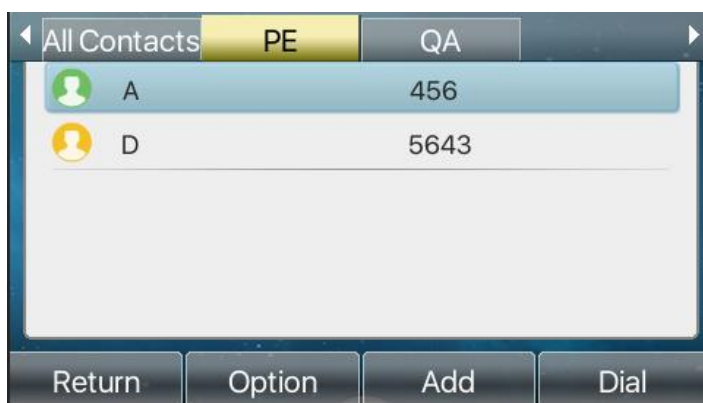 All Contacts PE QA
A 456
D 5643
Return Option Add Dial